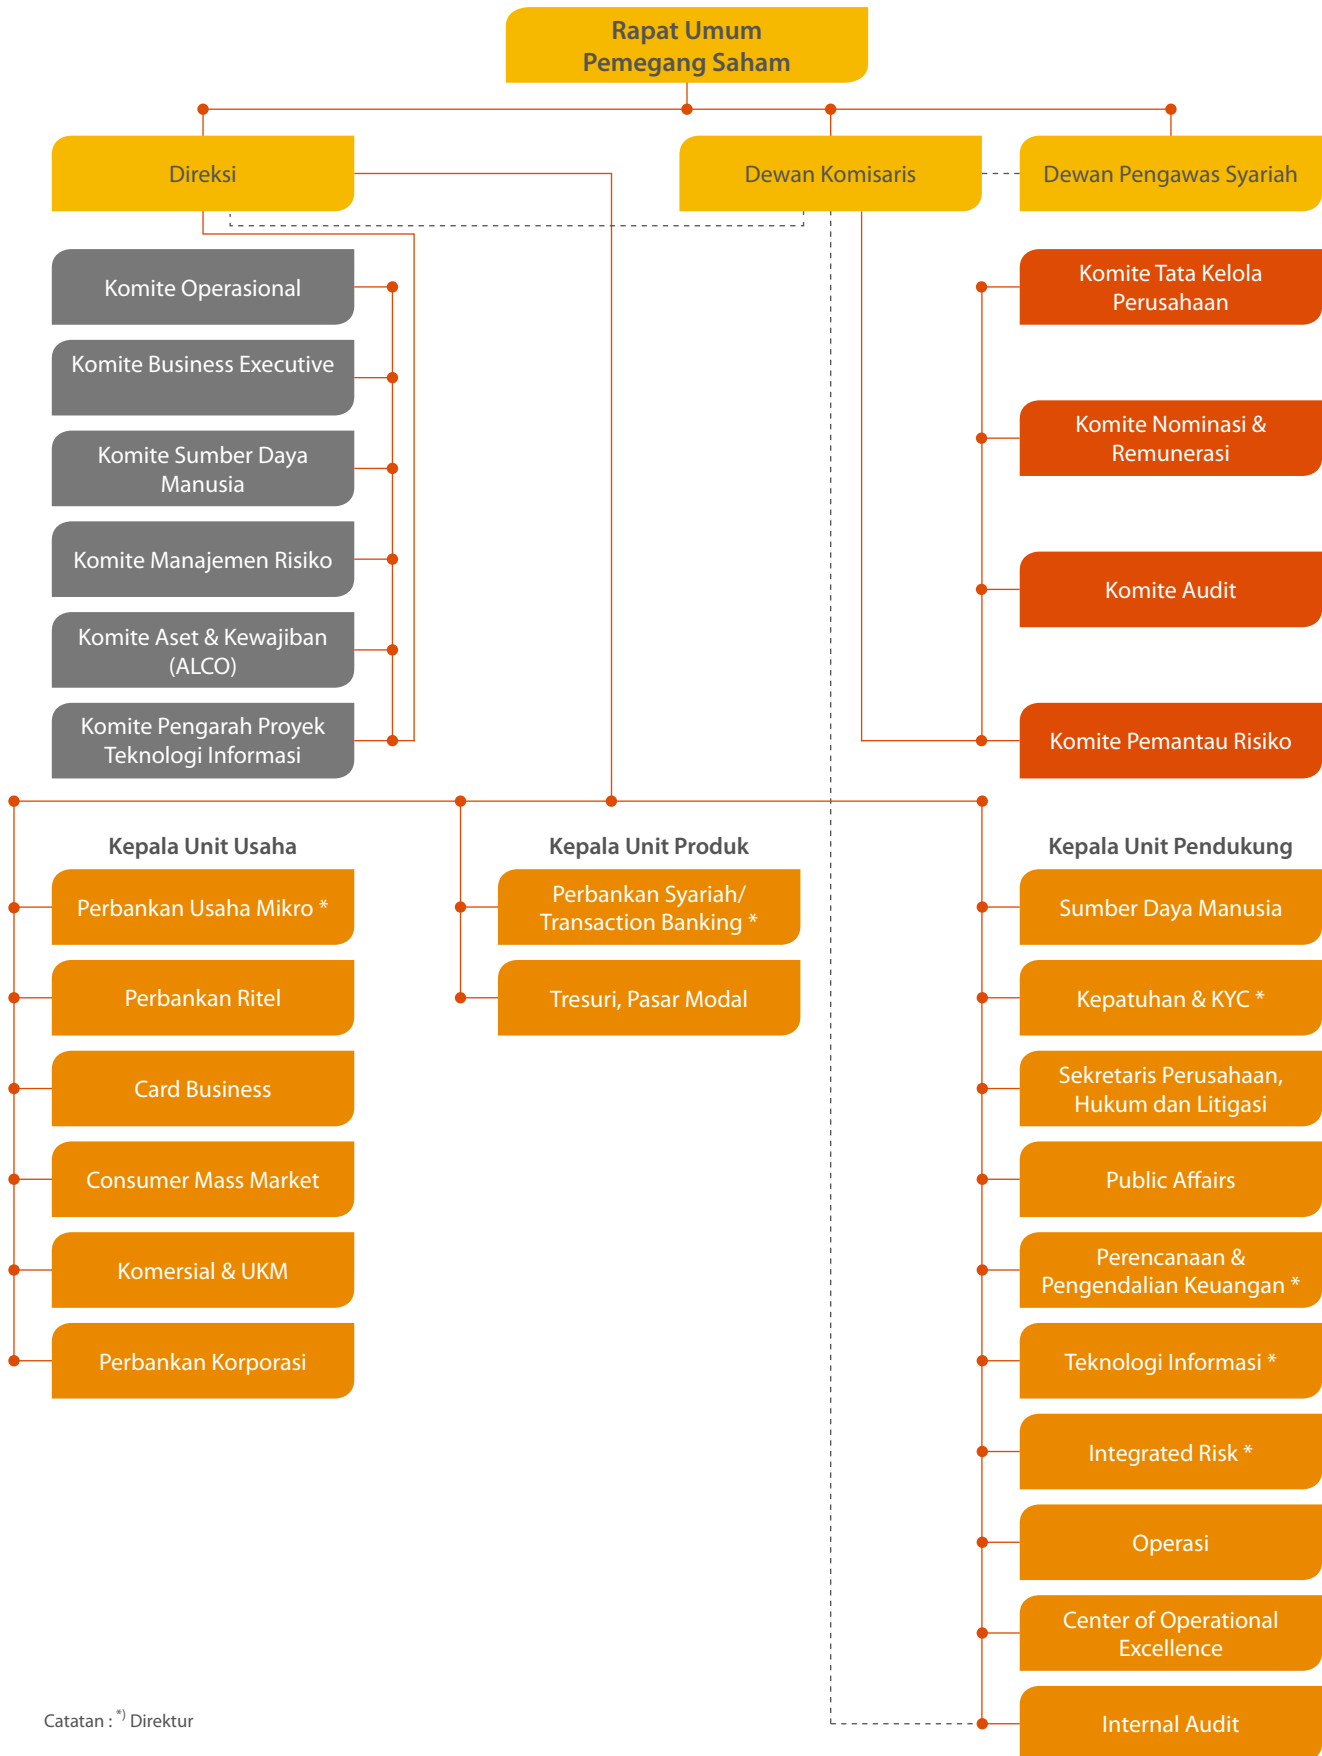 Rapat Umum
Pemegang Saham
Direksi
Dewan Komisaris
Dewan Pengawas Syariah
Komite Operasional
Komite Business Executive
Komite Sumber Daya
Manusia
Komite Manajemen Risiko
Komite Aset & Kewajiban
(ALCO)
Komite Pengarah Proyek
Teknologi Informasi
Komite Tata Kelola
Perusahaan
Komite Nominasi &
Remunerasi
Komite Audit
Komite Pemantau Risiko
Kepala Unit Usaha
Perbankan Usaha Mikro *
Perbankan Ritel
Card Business
Consumer Mass Market
Komersial & UKM
Perbankan Korporasi
Kepala Unit Produk
Perbankan Syariah/
Transaction Banking *
Tresuri, Pasar Modal
Kepala Unit Pendukung
Sumber Daya Manusia
Kepatuhan & KYC *
Sekretaris Perusahaan,
Hukum dan Litigasi
Public Affairs
Perencanaan &
Pengendalian Keuangan *
Teknologi Informasi *
Integrated Risk *
Operasi
Center of Operational
Excellence
Internal Audit
Catatan : *) Direktur